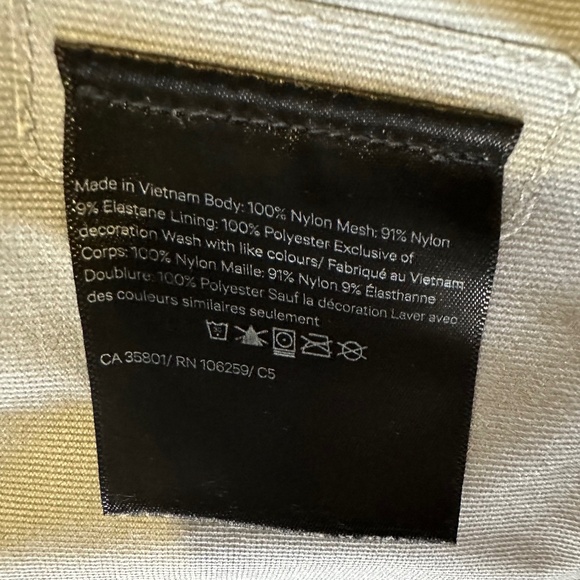 Made in Vietnam Body: 100% Nylon Mesh: 91% Nylon
9% Elastane Lining: 100% Polyester Exclusive of
decoration Wash with like colours/ Fabriqué au Vietnam
Corps: 100% Nylon Maille: 91% Nylon 9% Élasthanne
Doublure: 100% Polyester Sauf la décoration Laver avec
des couleurs similaires seulement
CA 35801/ RN 106259/ C5